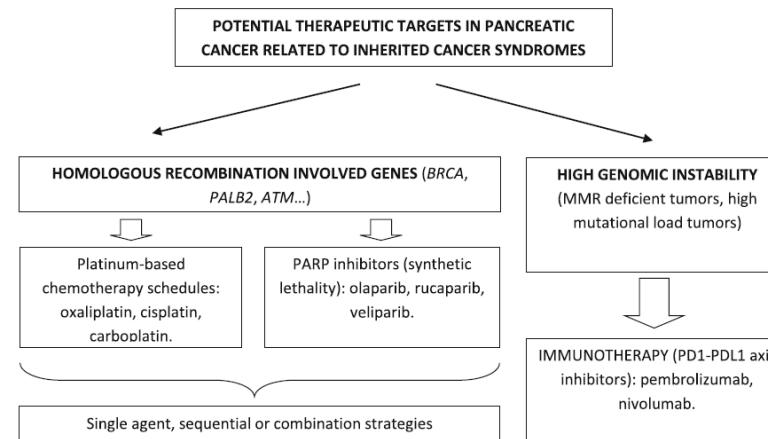 POTENTIAL THERAPEUTIC TARGETS IN PANCREATIC
CANCER RELATED TO INHERITED CANCER SYNDROMES
HOMOLOGOUS RECOMBINATION INVOLVED GENES (BRCA,
PALB2, ATM...)
Platinum-based
chemotherapy schedules:
oxaliplatin, cisplatin,
carboplatin.
PARP inhibitors (synthetic
lethality): olaparib, rucaparib,
veliparib.
Single agent, sequential or combination strategies
HIGH GENOMIC INSTABILITY
(MMR deficient tumors, high
mutational load tumors)
IMMUNOTHERAPY (PD1-PDL1 axi
inhibitors): pembrolizumab,
nivolumab.